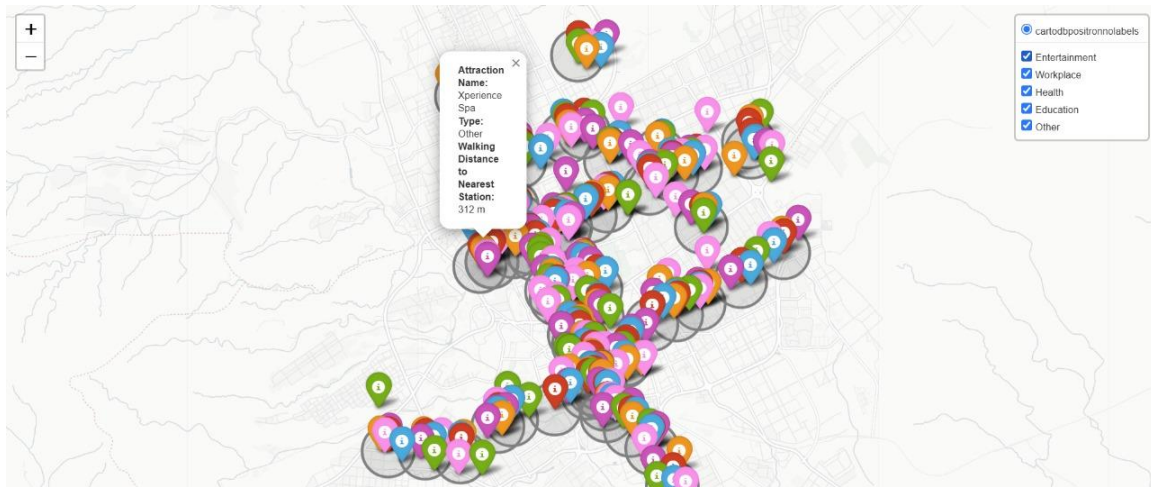 +
−
×
Attraction
Name:
Xperience
Spa
Type:
Other
Walking
Distance
to
Nearest
Station:
312 m
cartodbpositronnolabels
Entertainment
Workplace
Health
Education
Other